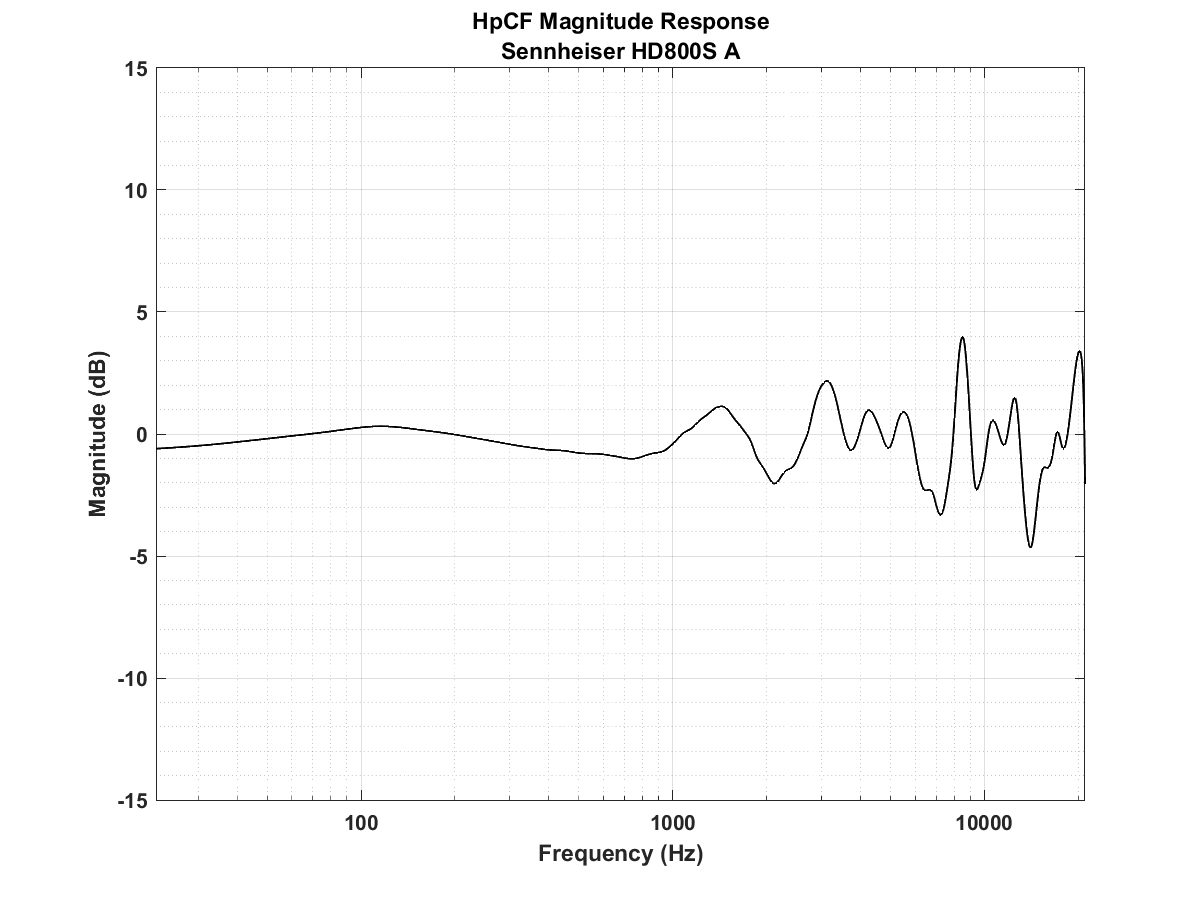 HpCF Magnitude Response
Sennheiser HD800S A
15
10
5
0
-5
-10
-15
Magnitude (dB)
100 1000 10000
Frequency (Hz)